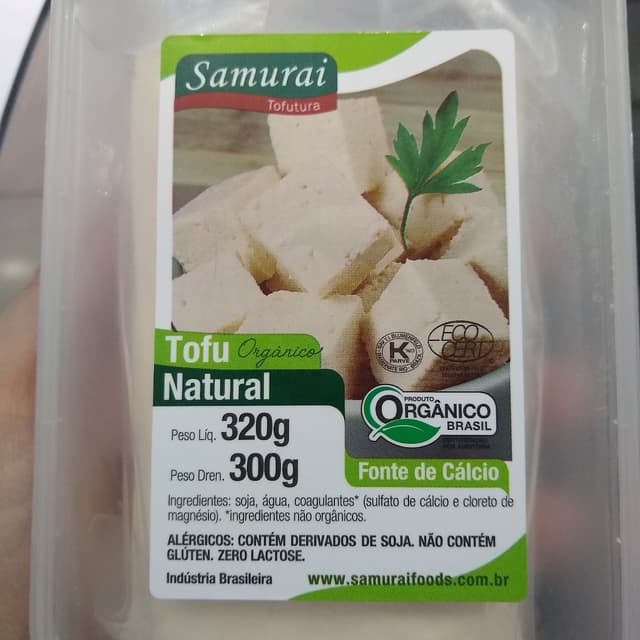 Samurai
Tofutura
Tofu Orgânico
Natural
Peso Líq. 320g
Peso Dren. 300g
K
PARVE
ECO
CERT
PRODUTO
ORGÂNICO
BRASIL
Fonte de Cálcio
Ingredientes: soja, água, coagulantes* (sulfato de cálcio e cloreto de
magnésio). *ingredientes não orgânicos.
ALÉRGICOS: CONTÉM DERIVADOS DE SOJA. NÃO CONTÉM
GLÚTEN. ZERO LACTOSE.
Indústria Brasileira
www.samuraifoods.com.br